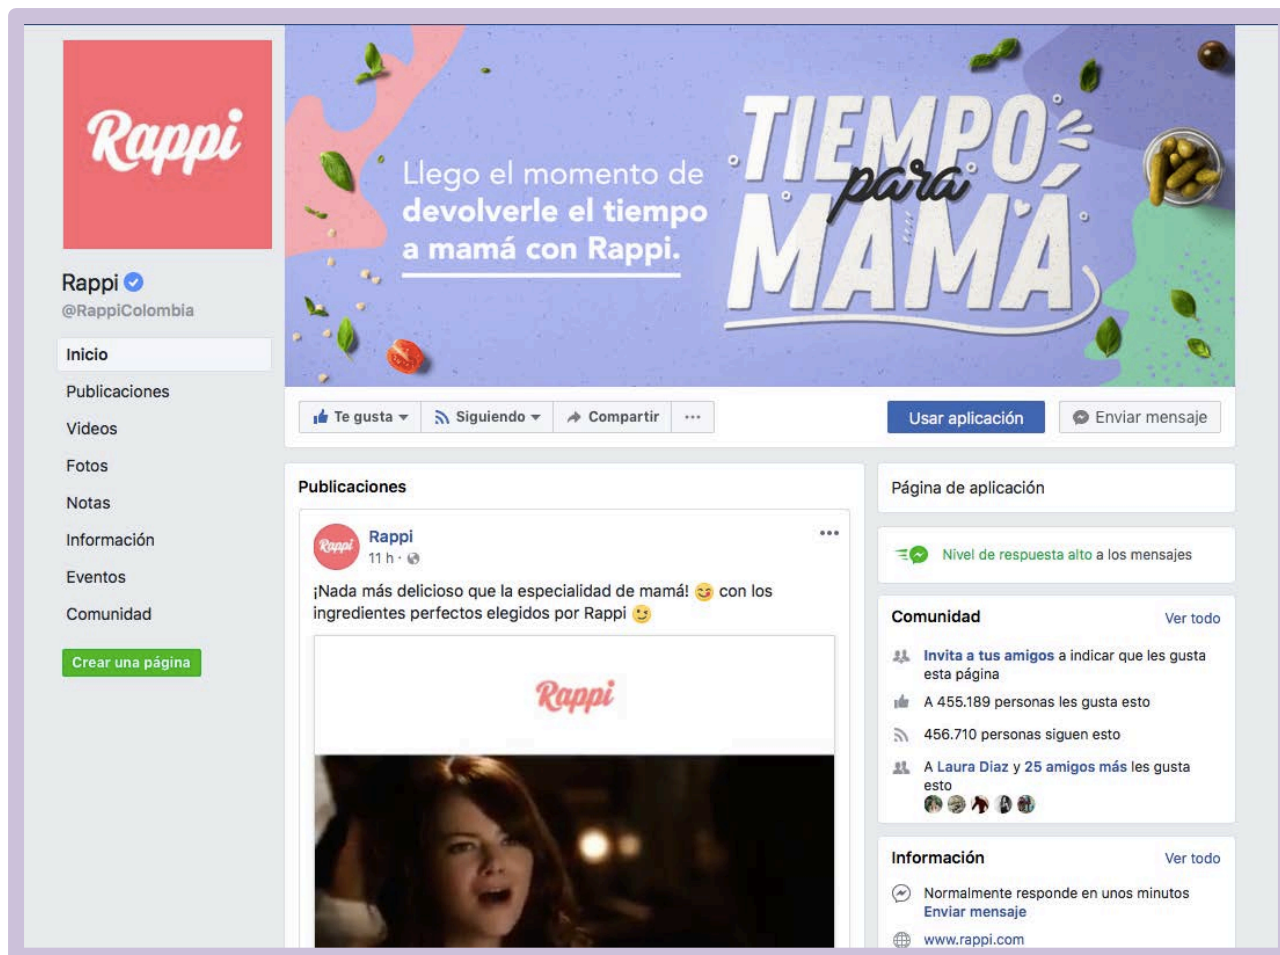 Rappi
Rappi
@RappiColombia
Inicio
Publicaciones
Videos
Fotos
Notas
Información
Eventos
Comunidad
Crear una página
Llego el momento de
devolverle el tiempo
a mamá con Rappi.
TIEMPO
para
MAMÁ
Te gusta
Siguiendo
Compartir
Usar aplicación
Enviar mensaje
Publicaciones
Rappi
Rappi
11 h
¡Nada más delicioso que la especialidad de mamá! 😋 con los
ingredientes perfectos elegidos por Rappi 😉
Rappi
Página de aplicación
Nivel de respuesta alto a los mensajes
Comunidad
Ver todo
Invita a tus amigos a indicar que les gusta
esta página
A 455.189 personas les gusta esto
456.710 personas siguen esto
A Laura Diaz y 25 amigos más les gusta
esto
Información
Ver todo
Normalmente responde en unos minutos
Enviar mensaje
www.rappi.com